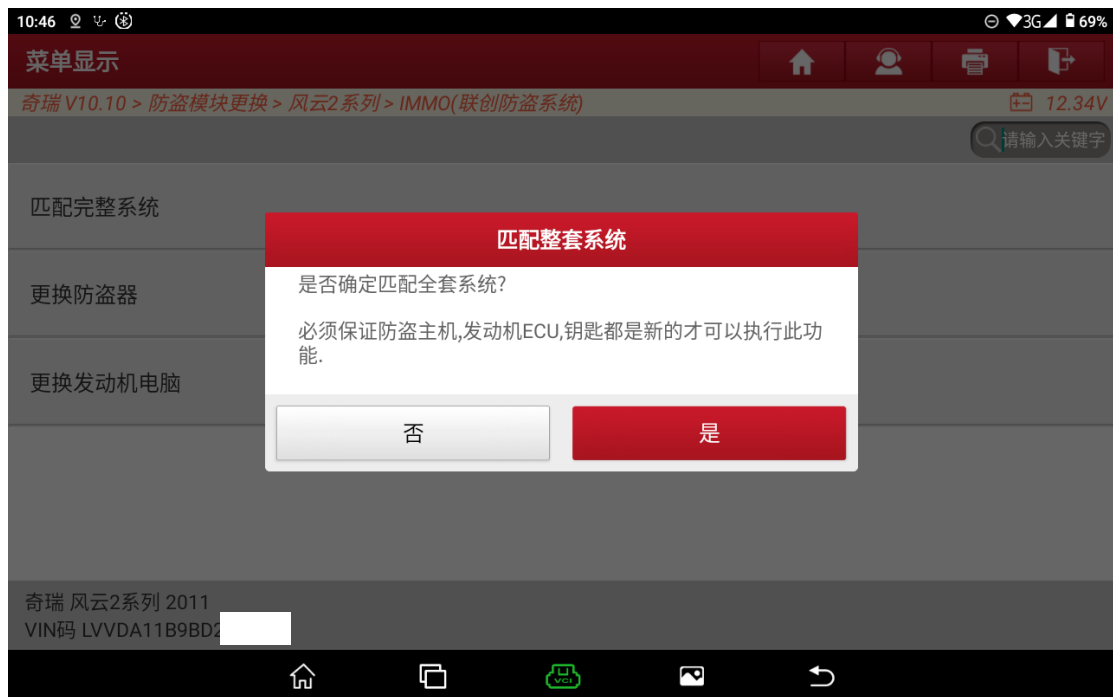 10:46 3G 69%
菜单显示
奇瑞 V10.10 > 防盗模块更换 > 风云2系列 > IMMO(联创防盗系统) 12.34V
请输入关键字
匹配完整系统
匹配整套系统
是否确定匹配全套系统?
更换防盗器
必须保证防盗主机,发动机ECU,钥匙都是新的才可以执行此功
能.
更换发动机电脑
否 是
奇瑞 风云2系列 2011
VIN码 LVVDA11B9BD2
VCI